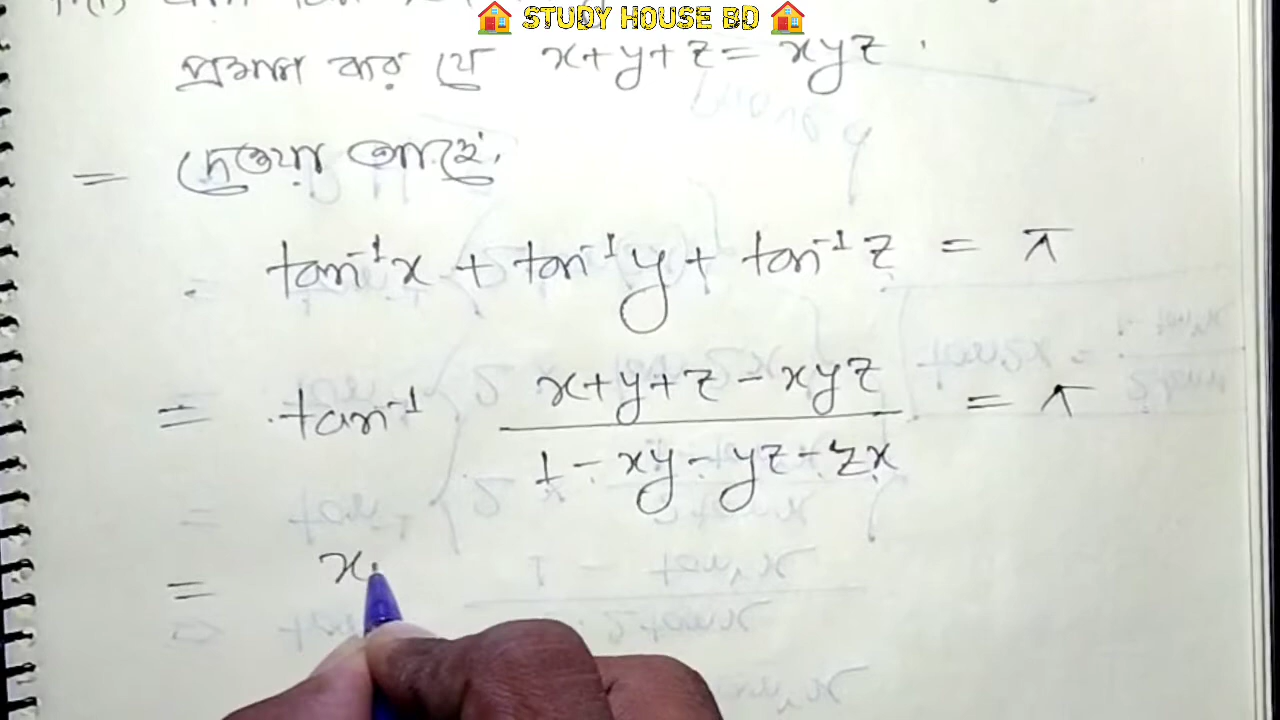 🏠 STUDY HOUSE BD 🏠
প্রমাণ কর যে x+y+z = xyz .
= দেওয়া আছে,
tan⁻¹x + tan⁻¹y + tan⁻¹z = π
= tan⁻¹ (x+y+z-xyz)/(1-xy-yz-zx) = π
= x